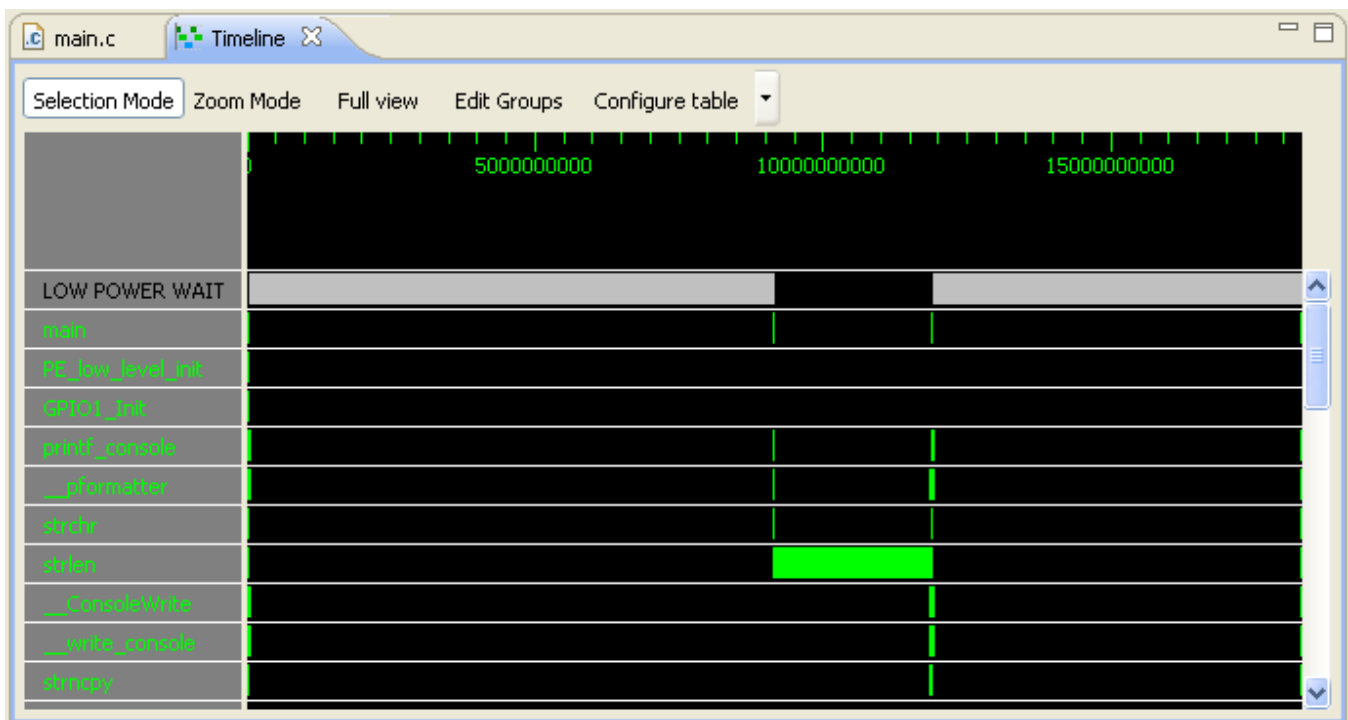 main.c Timeline
Selection Mode Zoom Mode Full view Edit Groups Configure table
0 5000000000 10000000000 15000000000
LOW POWER WAIT
main
PE_low_level_init
GPIO1_Init
printf_console
__pformatter
strchr
strlen
__ConsoleWrite
__write_console
strncpy